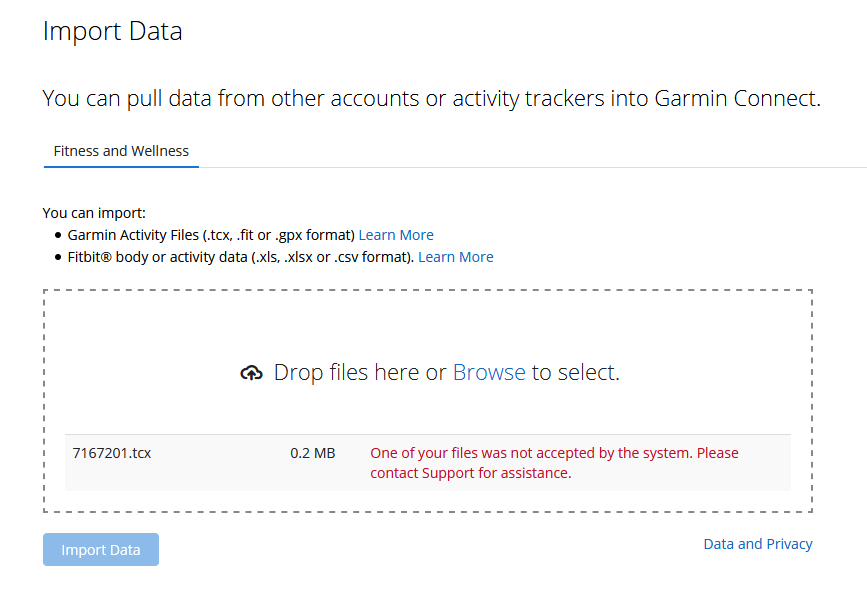 Import Data
You can pull data from other accounts or activity trackers into Garmin Connect.
Fitness and Wellness
You can import:
• Garmin Activity Files (.tcx, .fit or .gpx format) Learn More
• Fitbit® body or activity data (.xls, .xlsx or .csv format). Learn More
Drop files here or Browse to select.
7167201.tcx 0.2 MB One of your files was not accepted by the system. Please
contact Support for assistance.
Import Data
Data and Privacy